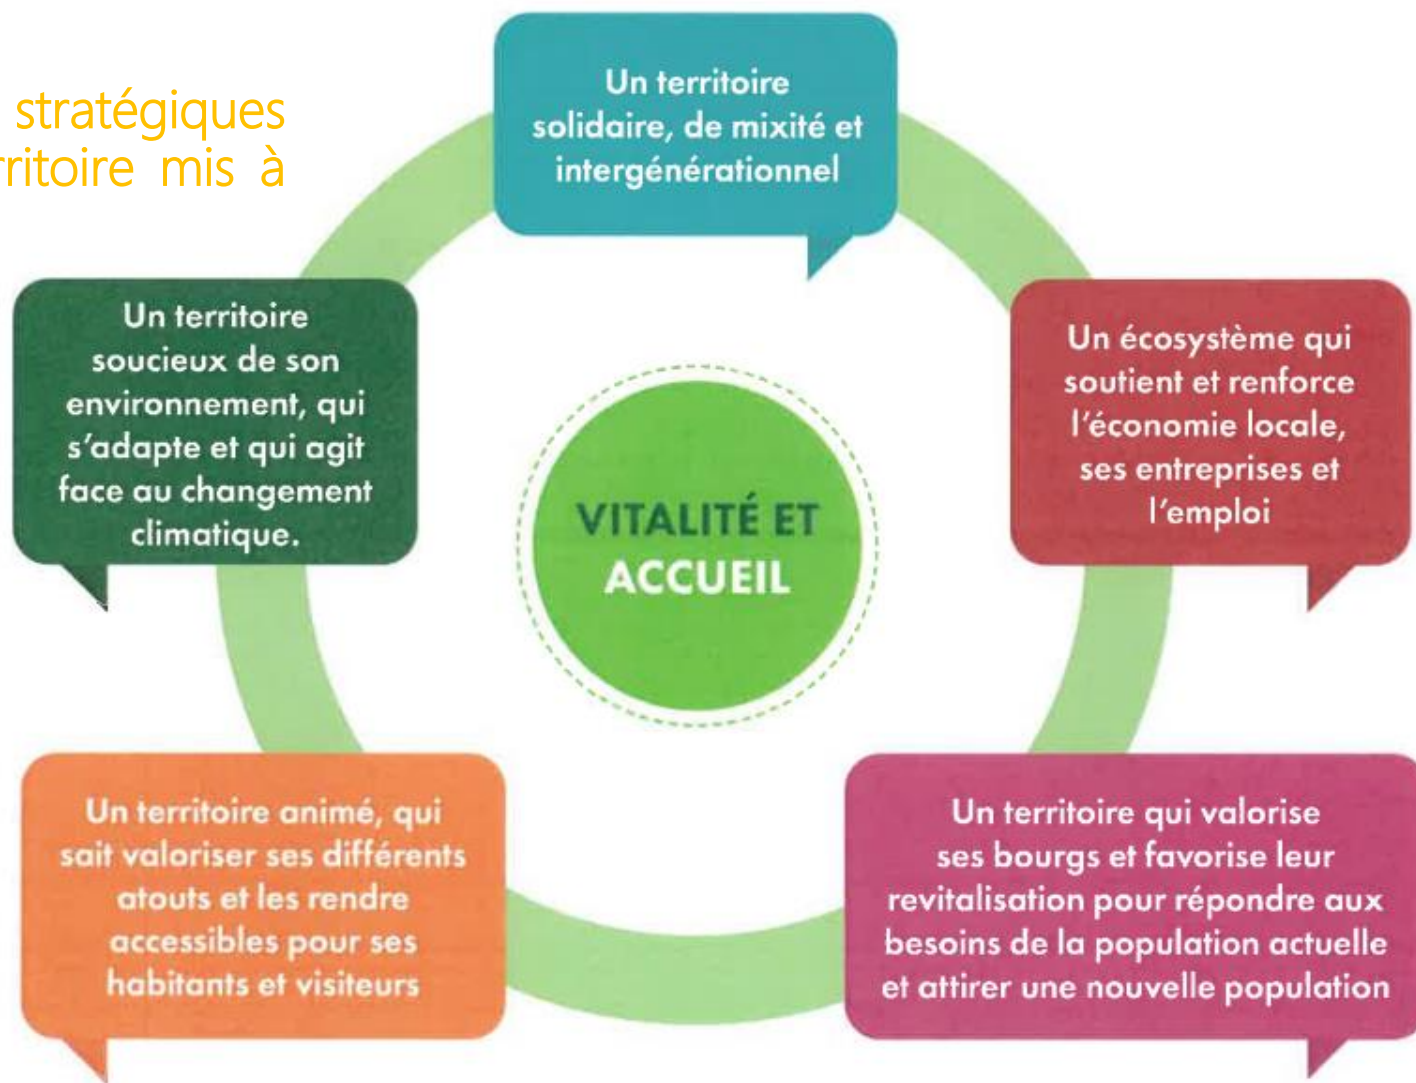 stratégiques
rritoire mis à
Un territoire
solidaire, de mixité et
intergénérationnel
Un territoire
soucieux de son
environnement, qui
s'adapte et qui agit
face au changement
climatique.
Un écosystème qui
soutient et renforce
l'économie locale,
ses entreprises et
l'emploi
VITALITÉ ET
ACCUEIL
Un territoire animé, qui
sait valoriser ses différents
atouts et les rendre
accessibles pour ses
habitants et visiteurs
Un territoire qui valorise
ses bourgs et favorise leur
revitalisation pour répondre aux
besoins de la population actuelle
et attirer une nouvelle population